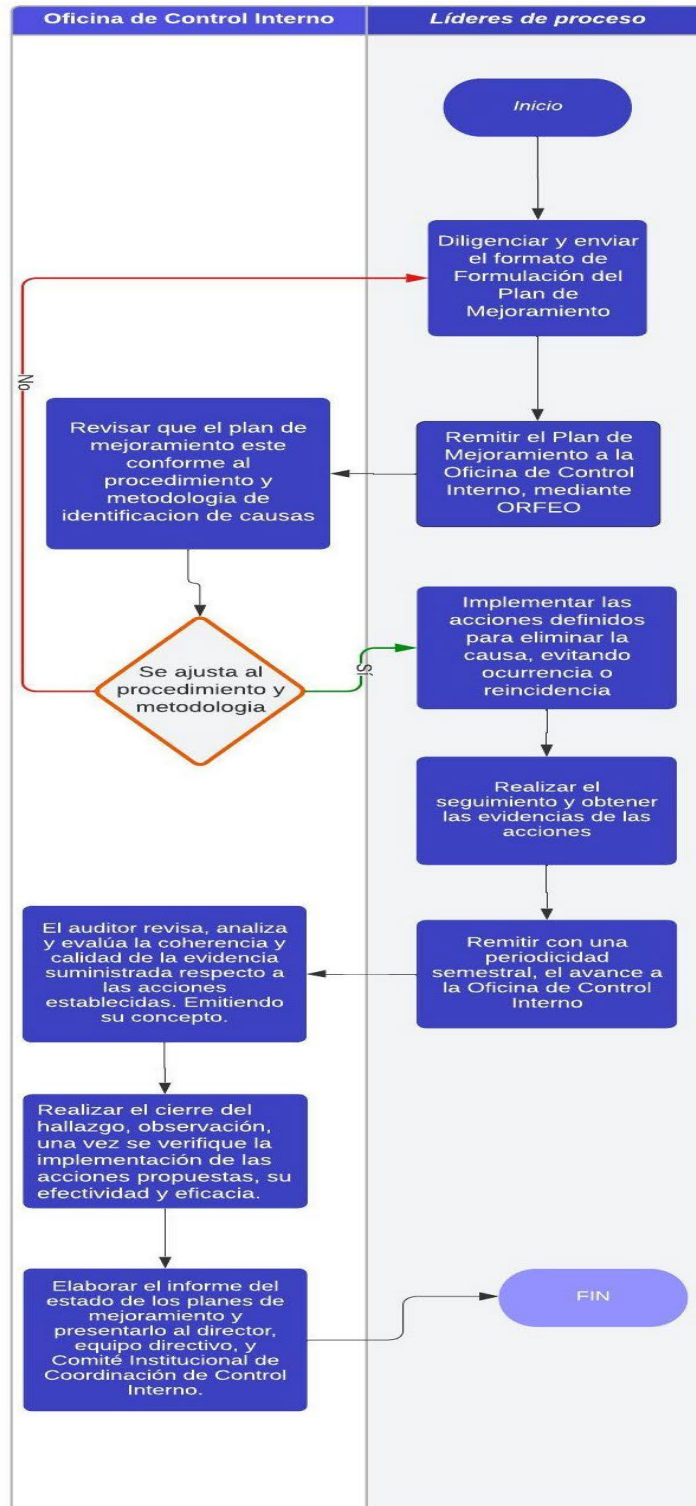 Oficina de Control Interno
Líderes de proceso
Inicio
Diligenciar y enviar
el formato de
Formulación del
Plan de
Mejoramiento
Remitir el Plan de
Mejoramiento a la
Oficina de Control
Interno, mediante
ORFEO
Revisar que el plan de
mejoramiento este
conforme al
procedimiento y
metodologia de
identificacion de causas
Se ajusta al
procedimiento y
metodologia
No
Sí
Implementar las
acciones definidos
para eliminar la
causa, evitando
ocurrencia o
reincidencia
Realizar el
seguimiento y obtener
las evidencias de las
acciones
Remitir con una
periodicidad
semestral, el avance a
la Oficina de Control
Interno
El auditor revisa, analiza
y evalúa la coherencia y
calidad de la evidencia
suministrada respecto a
las acciones
establecidas. Emitiendo
su concepto.
Realizar el cierre del
hallazgo, observación,
una vez se verifique la
implementación de las
acciones propuestas, su
efectividad y eficacia.
Elaborar el informe del
estado de los planes de
mejoramiento y
presentarlo al director,
equipo directivo, y
Comité Institucional de
Coordinación de Control
Interno.
FIN